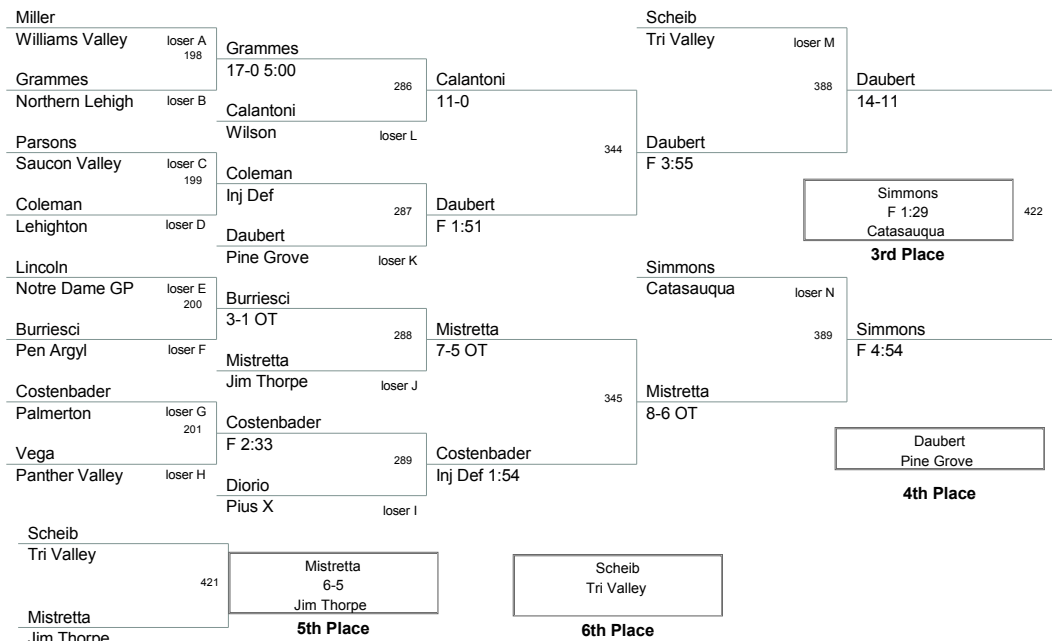 Miller
Williams Valley
loser A
198
Grammes
Northern Lehigh
loser B
Parsons
Saucon Valley
loser C
199
Coleman
Lehighton
loser D
Lincoln
Notre Dame GP
loser E
200
Burriesci
Pen Argyl
loser F
Costenbader
Palmerton
loser G
201
Vega
Panther Valley
loser H
Grammes
17-0 5:00
286
Calantoni
Wilson
loser L
Coleman
Inj Def
287
Daubert
Pine Grove
loser K
Burriesci
3-1 OT
288
Mistretta
Jim Thorpe
loser J
Costenbader
F 2:33
289
Diorio
Pius X
loser I
Calantoni
11-0
344
Daubert
F 1:51
Mistretta
7-5 OT
345
Costenbader
Inj Def 1:54
Scheib
Tri Valley
loser M
388
Daubert
F 3:55
Simmons
Catasauqua
loser N
389
Mistretta
8-6 OT
Daubert
14-11
Simmons
F 1:29
Catasauqua
422
3rd Place
Simmons
F 4:54
Daubert
Pine Grove
4th Place
Scheib
Tri Valley
421
Mistretta
Jim Thorpe
Mistretta
6-5
Jim Thorpe
5th Place
Scheib
Tri Valley
6th Place